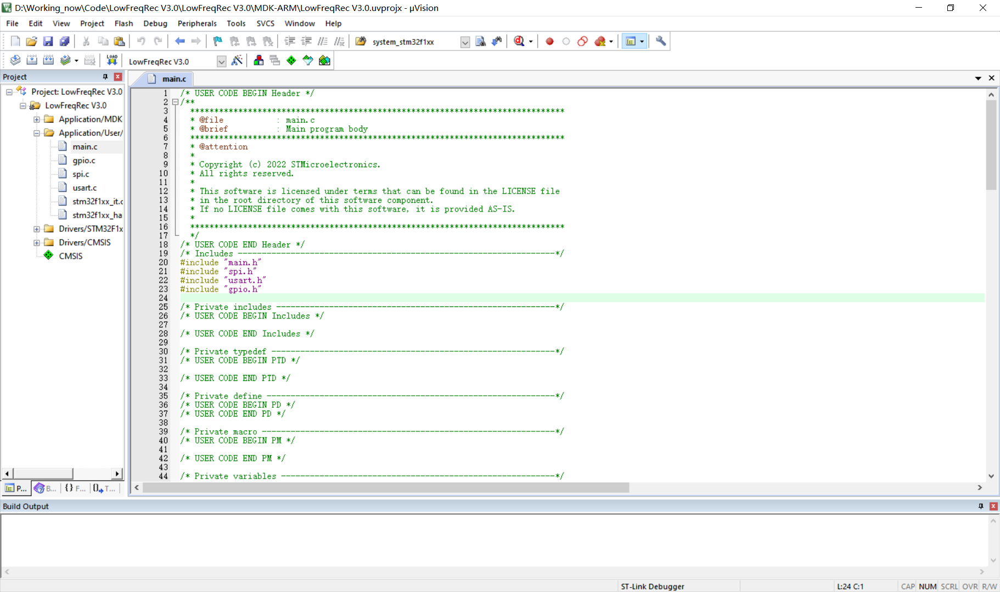 D:\Working_now\Code\LowFreqRec V3.0\LowFreqRec V3.0\MDK-ARM\LowFreqRec V3.0.uvprojx - µVision
File Edit View Project Flash Debug Peripherals Tools SVCS Window Help
system_stm32f1xx
LOAD
LowFreqRec V3.0
Project
Project: LowFreqRec V3.0
LowFreqRec V3.0
Application/MDK
Application/User/
main.c
gpio.c
spi.c
usart.c
stm32f1xx_it.c
stm32f1xx_ha
Drivers/STM32F1x
Drivers/CMSIS
CMSIS
P... B... {} F... T...
main.c
1 /* USER CODE BEGIN Header */
2 /**
3 ******************************************************************************
4 * @file : main.c
5 * @brief : Main program body
6 ******************************************************************************
7 * @attention
8 *
9 * Copyright (c) 2022 STMicroelectronics.
10 * All rights reserved.
11 *
12 * This software is licensed under terms that can be found in the LICENSE file
13 * in the root directory of this software component.
14 * If no LICENSE file comes with this software, it is provided AS-IS.
15 *
16 ******************************************************************************
17 */
18 /* USER CODE END Header */
19 /* Includes ------------------------------------------------------------------*/
20 #include "main.h"
21 #include "spi.h"
22 #include "usart.h"
23 #include "gpio.h"
24
25 /* Private includes ----------------------------------------------------------*/
26 /* USER CODE BEGIN Includes */
27
28 /* USER CODE END Includes */
29
30 /* Private typedef -----------------------------------------------------------*/
31 /* USER CODE BEGIN PTD */
32
33 /* USER CODE END PTD */
34
35 /* Private define ------------------------------------------------------------*/
36 /* USER CODE BEGIN PD */
37 /* USER CODE END PD */
38
39 /* Private macro -------------------------------------------------------------*/
40 /* USER CODE BEGIN PM */
41
42 /* USER CODE END PM */
43
44 /* Private variables ---------------------------------------------------------*/
Build Output
ST-Link Debugger L:24 C:1 CAP NUM SCRL OVR R/W